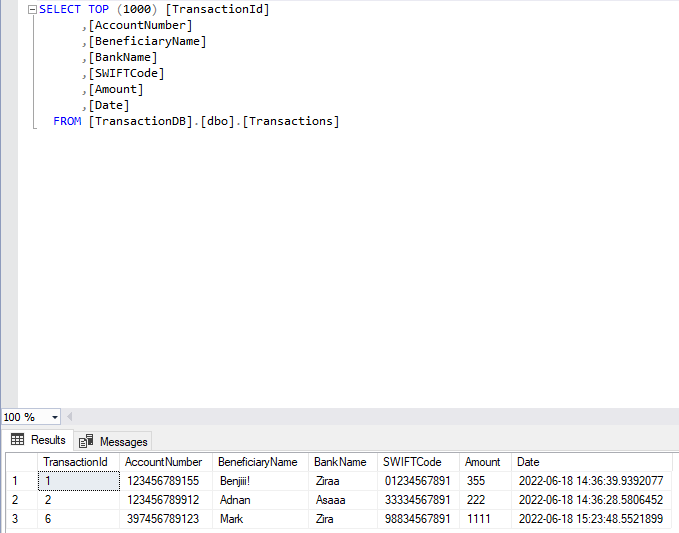 SELECT TOP (1000) [TransactionId]
,[AccountNumber]
,[BeneficiaryName]
,[BankName]
,[SWIFTCode]
,[Amount]
,[Date]
FROM [TransactionDB].[dbo].[Transactions]
100 %
Results Messages
TransactionId AccountNumber BeneficiaryName BankName SWIFTCode Amount Date
1 1 123456789155 Benjiii! Ziraa 01234567891 355 2022-06-18 14:36:39.9392077
2 2 123456789912 Adnan Asaaa 33334567891 222 2022-06-18 14:36:28.5806452
3 6 397456789123 Mark Zira 98834567891 1111 2022-06-18 15:23:48.5521899